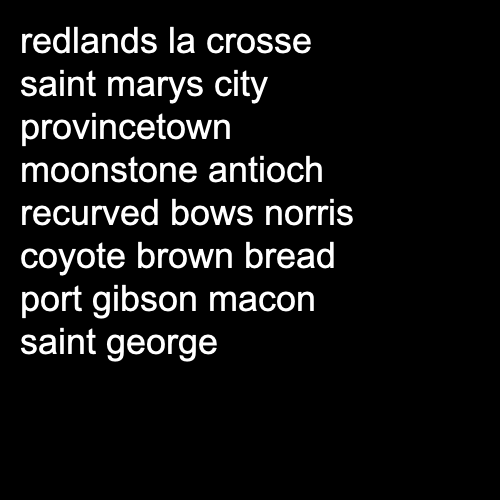 redlands la crosse
saint marys city
provincetown
moonstone antioch
recurved bows norris
coyote brown bread
port gibson macon
saint george